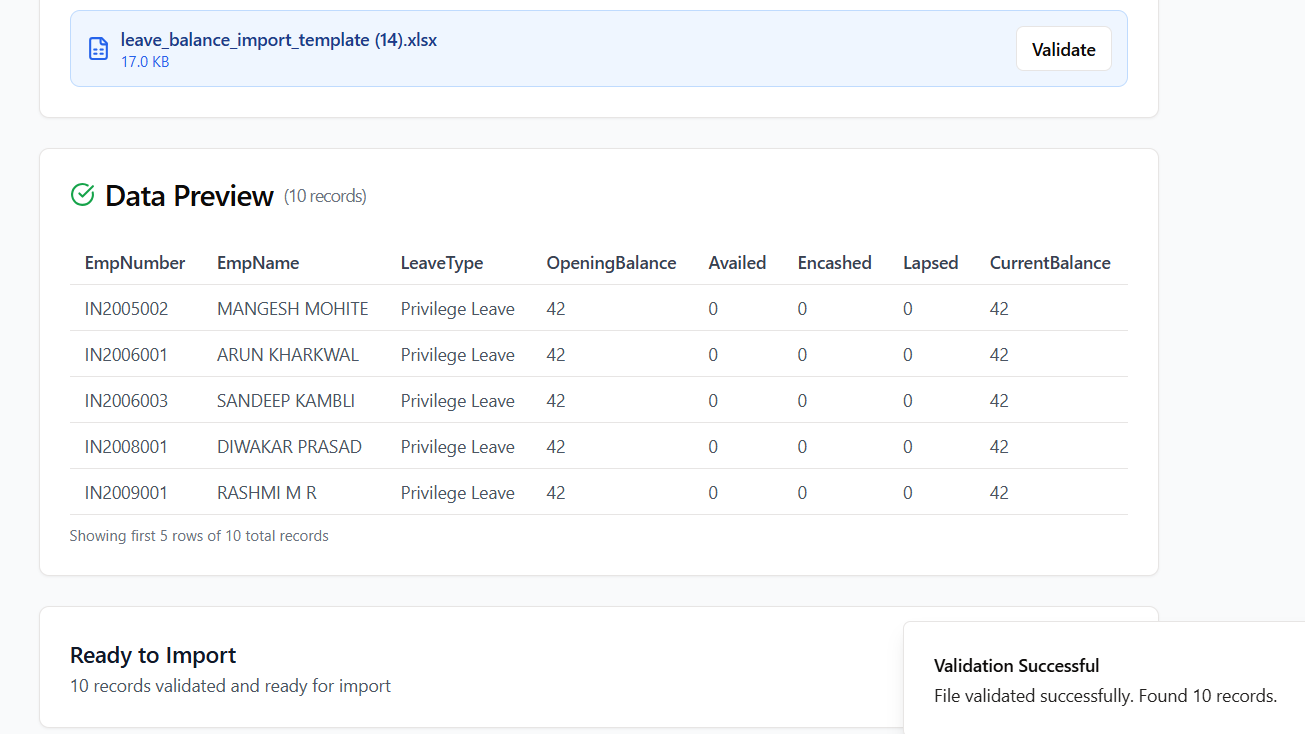 leave_balance_import_template (14).xlsx
17.0 KB
Validate
Data Preview (10 records)
EmpNumber EmpName LeaveType OpeningBalance Availed Encashed Lapsed CurrentBalance
IN2005002 MANGESH MOHITE Privilege Leave 42 0 0 0 42
IN2006001 ARUN KHARKWAL Privilege Leave 42 0 0 0 42
IN2006003 SANDEEP KAMBLI Privilege Leave 42 0 0 0 42
IN2008001 DIWAKAR PRASAD Privilege Leave 42 0 0 0 42
IN2009001 RASHMI M R Privilege Leave 42 0 0 0 42
Showing first 5 rows of 10 total records
Ready to Import
10 records validated and ready for import
Validation Successful
File validated successfully. Found 10 records.